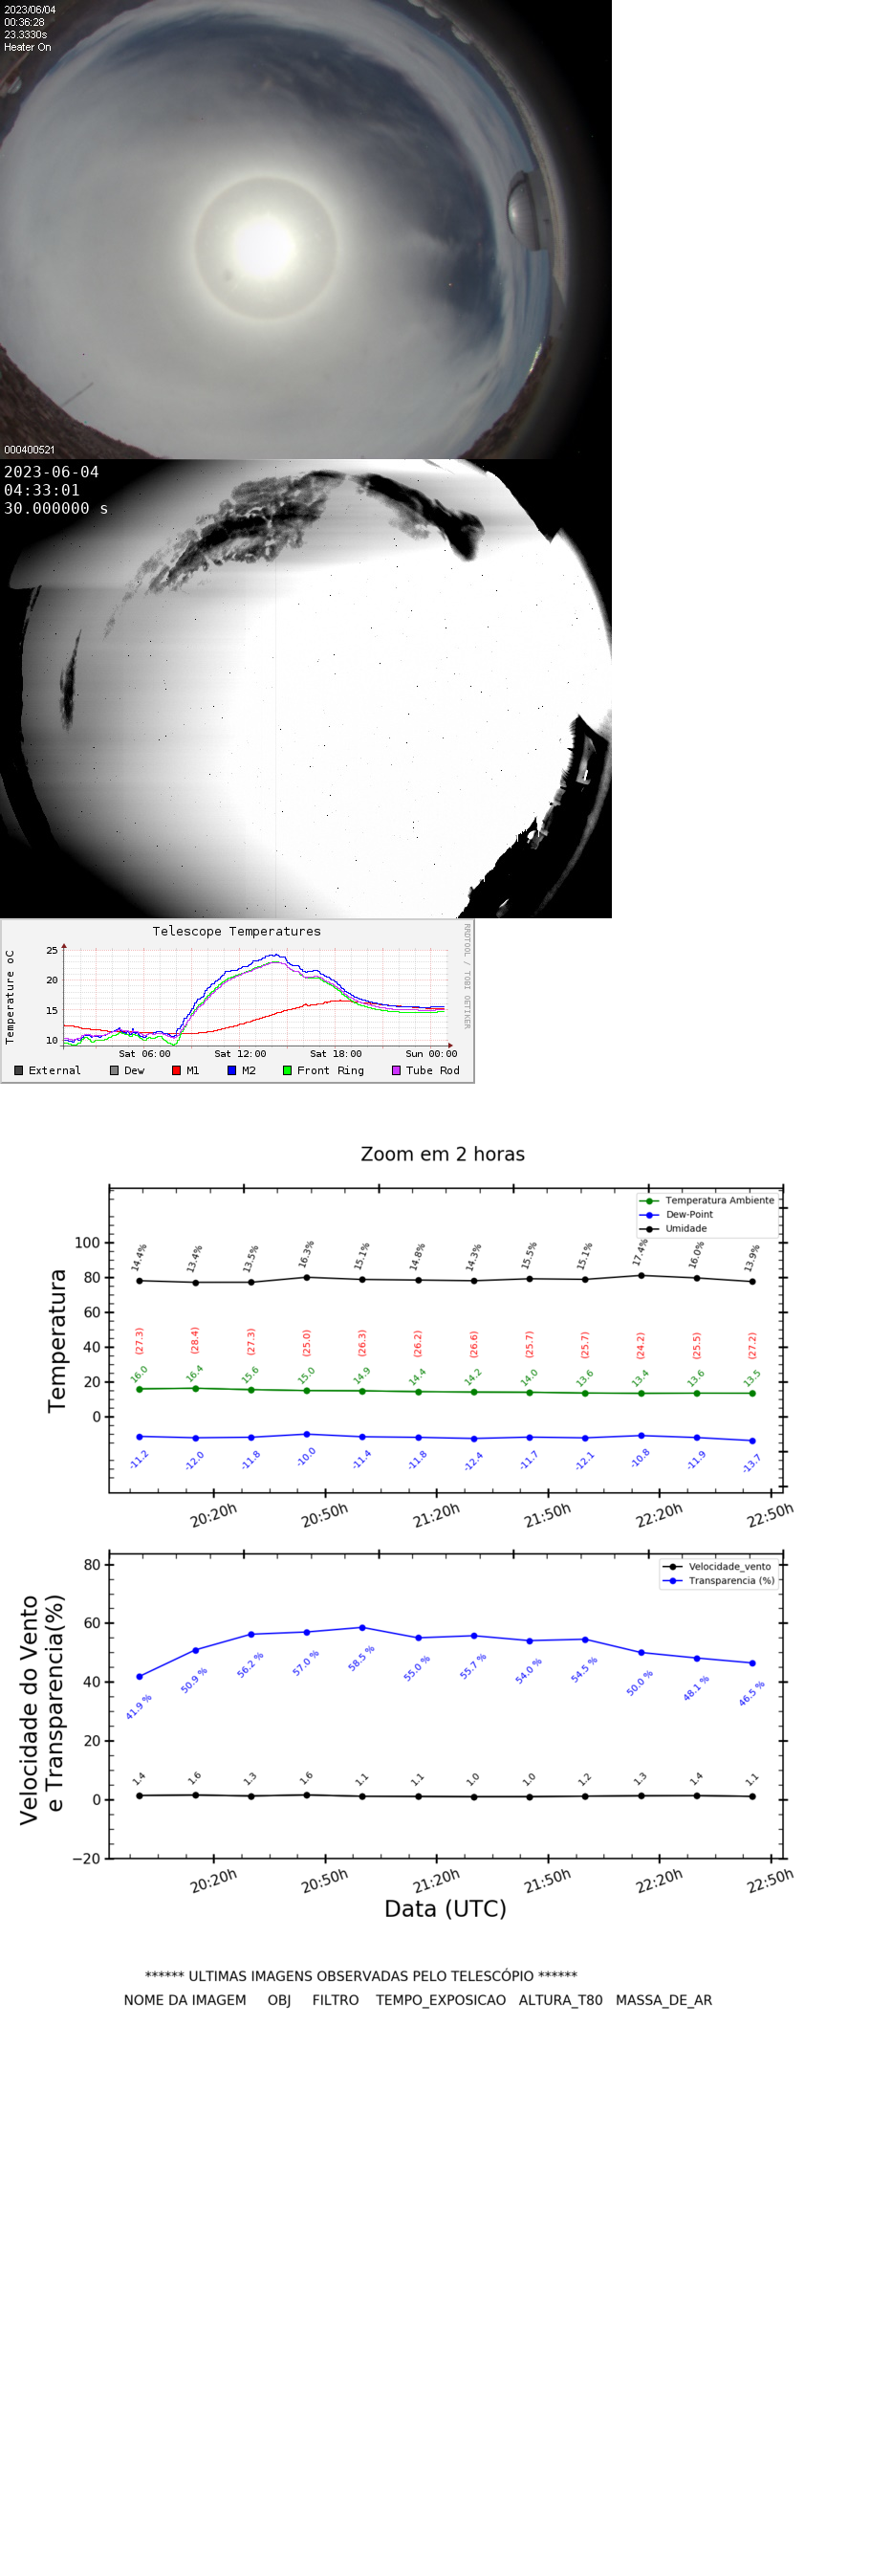 2023/06/04
00:36:28
23.3330s
Heater On
000400521
2023-06-04
04:33:01
30.000000 s
Telescope Temperatures
RRDTOOL / TOBI OETIKER
Temperature oC
25
20
15
10
Sat 06:00 Sat 12:00 Sat 18:00 Sun 00:00
External Dew M1 M2 Front Ring Tube Rod
Zoom em 2 horas
Temperatura Ambiente
Dew-Point
Umidade
Temperatura
100
80
60
40
20
0
14.4% 13.4% 13.5% 16.3% 15.1% 14.8% 14.3% 15.5% 15.1% 17.4% 16.0% 13.9%
(27.3) (28.4) (27.3) (25.0) (26.3) (26.2) (26.6) (25.7) (25.7) (24.2) (25.5) (27.2)
16.0 16.4 15.6 15.0 14.9 14.4 14.2 14.0 13.6 13.4 13.6 13.5
-11.2 -12.0 -11.8 -10.0 -11.4 -11.8 -12.4 -11.7 -12.1 -10.8 -11.9 -13.7
20:20h 20:50h 21:20h 21:50h 22:20h 22:50h
Velocidade_vento
Transparencia (%)
Velocidade do Vento
e Transparencia(%)
80
60
40
20
0
−20
41.9 % 50.9 % 56.2 % 57.0 % 58.5 % 55.0 % 55.7 % 54.0 % 54.5 % 50.0 % 48.1 % 46.5 %
1.4 1.6 1.3 1.6 1.1 1.1 1.0 1.0 1.2 1.3 1.4 1.1
20:20h 20:50h 21:20h 21:50h 22:20h 22:50h
Data (UTC)
****** ULTIMAS IMAGENS OBSERVADAS PELO TELESCÓPIO ******
NOME DA IMAGEM OBJ FILTRO TEMPO_EXPOSICAO ALTURA_T80 MASSA_DE_AR